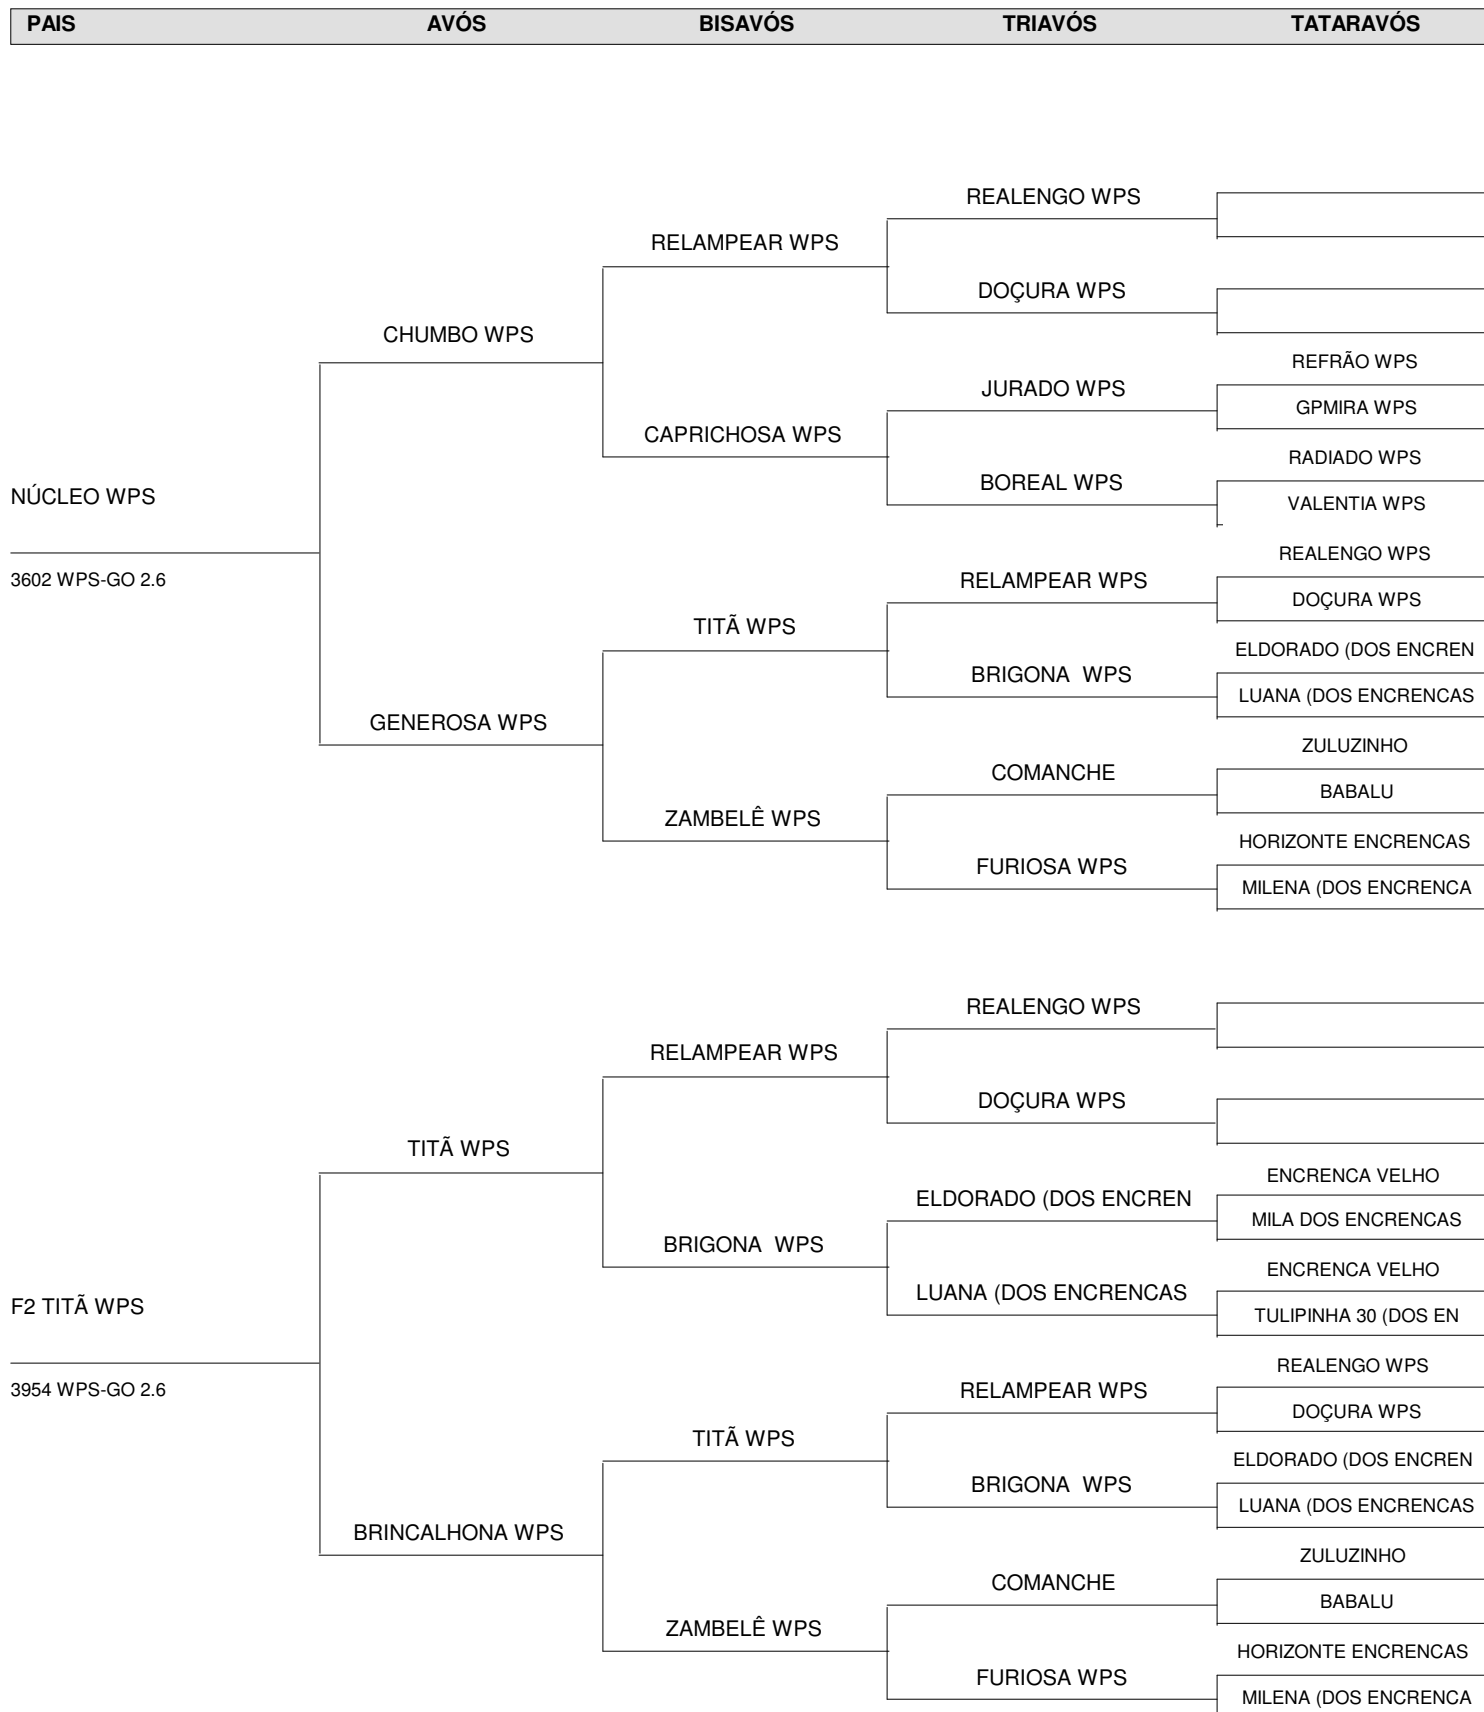 PAIS AVÓS BISAVÓS TRIAVÓS TATARAVÓS
REALENGO WPS
RELAMPEAR WPS
DOÇURA WPS
CHUMBO WPS
REFRÃO WPS
JURADO WPS
GPMIRA WPS
CAPRICHOSA WPS
RADIADO WPS
BOREAL WPS
NÚCLEO WPS
VALENTIA WPS
REALENGO WPS
3602 WPS-GO 2.6
RELAMPEAR WPS
DOÇURA WPS
TITÃ WPS
ELDORADO (DOS ENCREN
BRIGONA  WPS
LUANA (DOS ENCRENCAS
GENEROSA WPS
ZULUZINHO
COMANCHE
BABALU
ZAMBELÊ WPS
HORIZONTE ENCRENCAS
FURIOSA WPS
MILENA (DOS ENCRENCA
REALENGO WPS
RELAMPEAR WPS
DOÇURA WPS
TITÃ WPS
ENCRENCA VELHO
ELDORADO (DOS ENCREN
MILA DOS ENCRENCAS
BRIGONA  WPS
ENCRENCA VELHO
LUANA (DOS ENCRENCAS
F2 TITÃ WPS
TULIPINHA 30 (DOS EN
REALENGO WPS
3954 WPS-GO 2.6
RELAMPEAR WPS
DOÇURA WPS
TITÃ WPS
ELDORADO (DOS ENCREN
BRIGONA  WPS
LUANA (DOS ENCRENCAS
BRINCALHONA WPS
ZULUZINHO
COMANCHE
BABALU
ZAMBELÊ WPS
HORIZONTE ENCRENCAS
FURIOSA WPS
MILENA (DOS ENCRENCA